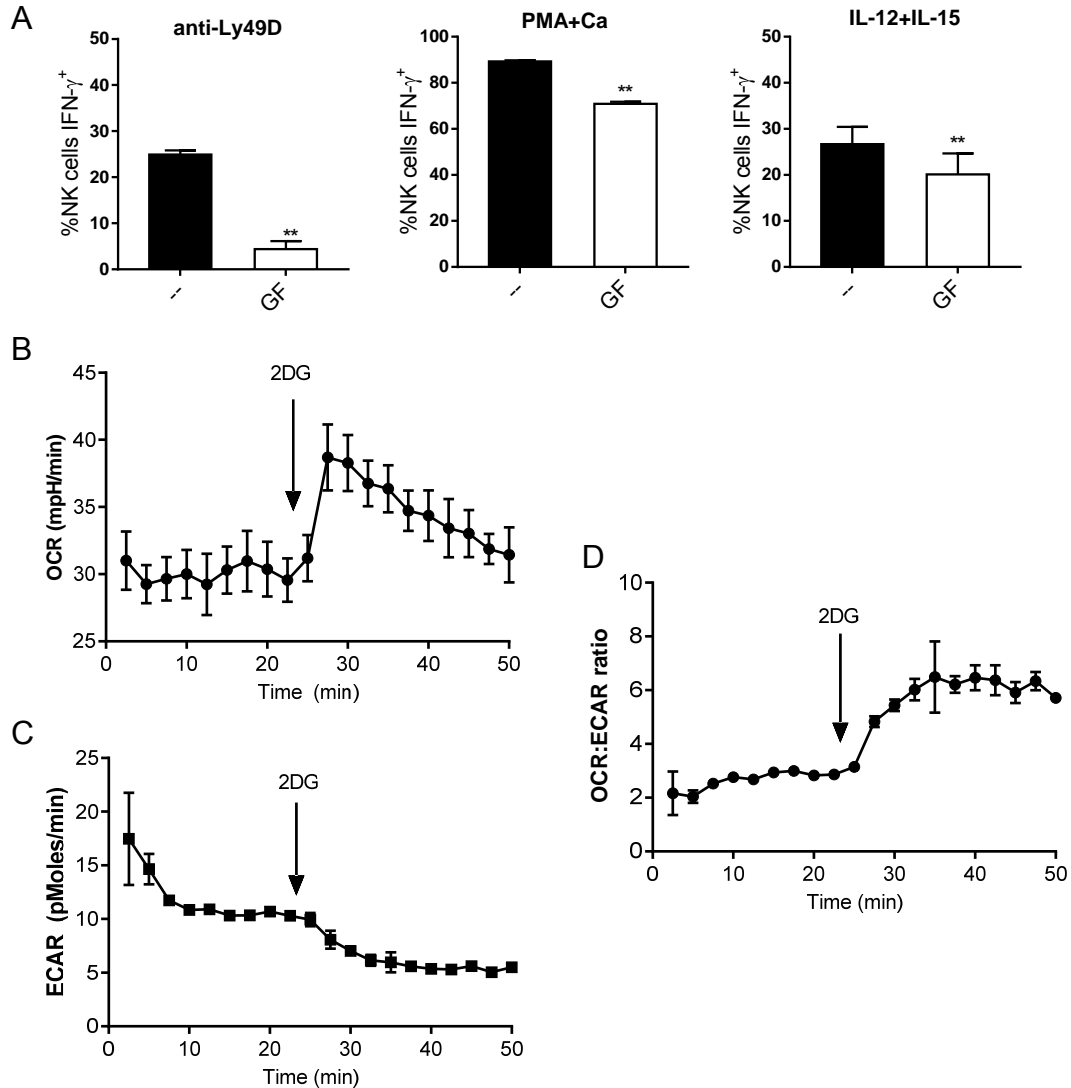 A
anti-Ly49D
PMA+Ca
IL-12+IL-15
%NK cells IFN-γ+
50
40
30
20
10
0
--
GF
**
%NK cells IFN-γ+
100
80
60
40
20
0
--
GF
**
%NK cells IFN-γ+
50
40
30
20
10
0
--
GF
**
B
2DG
OCR (mpH/min)
45
40
35
30
25
0
10
20
30
40
50
Time (min)
C
2DG
ECAR (pMoles/min)
25
20
15
10
5
0
0
10
20
30
40
50
Time (min)
D
2DG
OCR:ECAR ratio
10
8
6
4
2
0
0
10
20
30
40
50
Time (min)